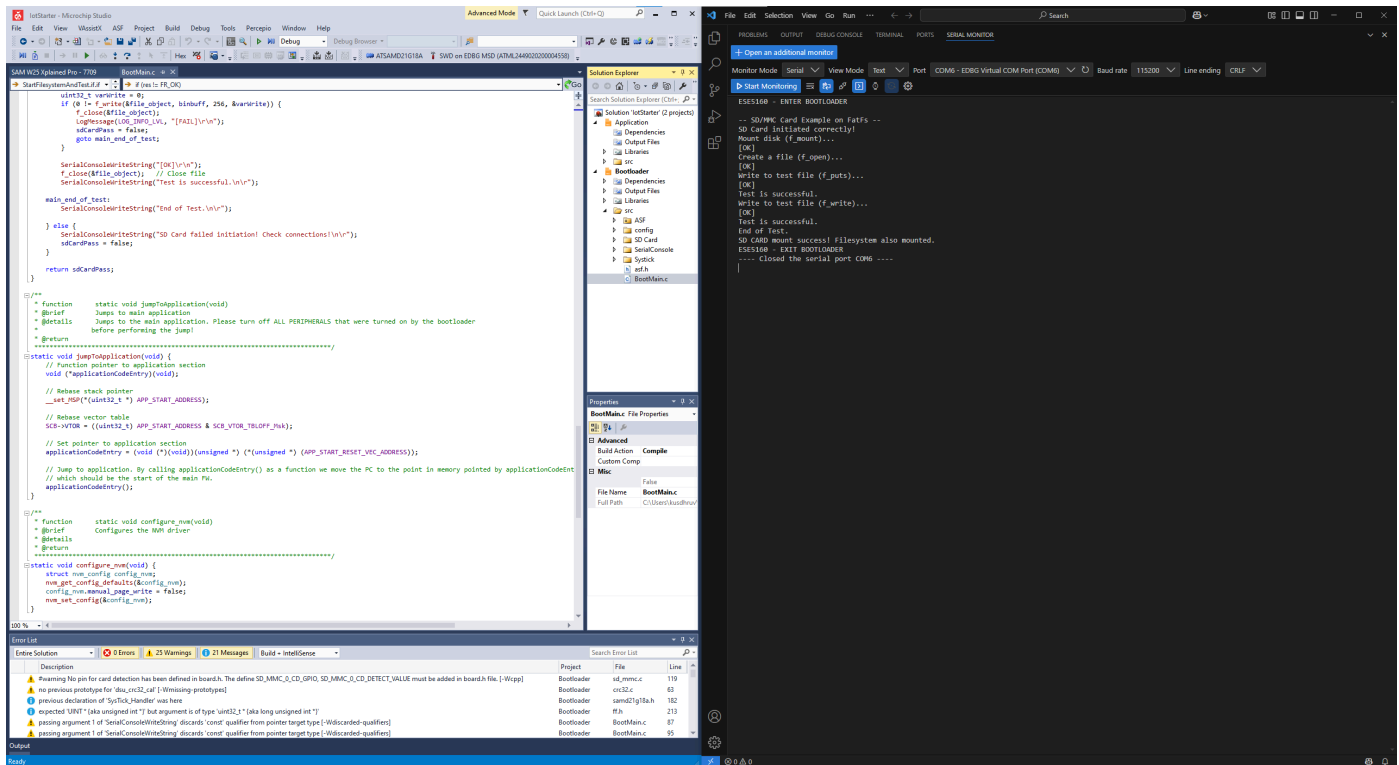 IotStarter - Microchip Studio
Advanced Mode
Quick Launch (Ctrl+Q)
File Edit View VAssistX ASF Project Build Debug Tools Percepio Window Help
Debug
Debug Browser
Hex
ATSAMD21G18A
SWD on EDBG MSD (ATML2449020200004558)
SAM W25 Xplained Pro - 7709
BootMain.c
StartFilesystemAndTest.if.if
if (res != FR_OK)
Go
uint32_t varWrite = 0;
if (0 != f_write(&file_object, binbuff, 256, &varWrite)) {
f_close(&file_object);
LogMessage(LOG_INFO_LVL, "[FAIL]\r\n");
sdCardPass = false;
goto main_end_of_test;
}
SerialConsoleWriteString("[OK]\r\n");
f_close(&file_object); // Close file
SerialConsoleWriteString("Test is successful.\n\r");
main_end_of_test:
SerialConsoleWriteString("End of Test.\n\r");
} else {
SerialConsoleWriteString("SD Card failed initiation! Check connections!\n\r");
sdCardPass = false;
}
return sdCardPass;
}
/**
* function static void jumpToApplication(void)
* @brief Jumps to main application
* @details Jumps to the main application. Please turn off ALL PERIPHERALS that were turned on by the bootloader
* before performing the jump!
* @return
******************************************************************************/
static void jumpToApplication(void) {
// Function pointer to application section
void (*applicationCodeEntry)(void);
// Rebase stack pointer
__set_MSP(*(uint32_t *) APP_START_ADDRESS);
// Rebase vector table
SCB->VTOR = ((uint32_t) APP_START_ADDRESS & SCB_VTOR_TBLOFF_Msk);
// Set pointer to application section
applicationCodeEntry = (void (*)(void))(unsigned *) (*(unsigned *) (APP_START_RESET_VEC_ADDRESS));
// Jump to application. By calling applicationCodeEntry() as a function we move the PC to the point in memory pointed by applicationCodeEnt
// which should be the start of the main FW.
applicationCodeEntry();
}
/**
* function static void configure_nvm(void)
* @brief Configures the NVM driver
* @details
* @return
******************************************************************************/
static void configure_nvm(void) {
struct nvm_config config_nvm;
nvm_get_config_defaults(&config_nvm);
config_nvm.manual_page_write = false;
nvm_set_config(&config_nvm);
}
100 %
Solution Explorer
Search Solution Explorer (Ctrl+;)
Solution 'IotStarter' (2 projects)
Application
Dependencies
Output Files
Libraries
src
Bootloader
Dependencies
Output Files
Libraries
src
ASF
config
SD Card
SerialConsole
Systick
asf.h
BootMain.c
Properties
BootMain.c File Properties
Advanced
Build Action Compile
Custom Comp
Misc
False
File Name BootMain.c
Full Path C:\Users\kusdhruv\
Error List
Entire Solution
0 Errors
25 Warnings
21 Messages
Build + IntelliSense
Search Error List
Description Project File Line
#warning No pin for card detection has been defined in board.h. The define SD_MMC_0_CD_GPIO, SD_MMC_0_CD_DETECT_VALUE must be added in board.h file. [-Wcpp] Bootloader sd_mmc.c 119
no previous prototype for 'dsu_crc32_cal' [-Wmissing-prototypes] Bootloader crc32.c 63
previous declaration of 'SysTick_Handler' was here Bootloader samd21g18a.h 182
expected 'UINT * {aka unsigned int *}' but argument is of type 'uint32_t * {aka long unsigned int *}' Bootloader ff.h 213
passing argument 1 of 'SerialConsoleWriteString' discards 'const' qualifier from pointer target type [-Wdiscarded-qualifiers] Bootloader BootMain.c 87
passing argument 1 of 'SerialConsoleWriteString' discards 'const' qualifier from pointer target type [-Wdiscarded-qualifiers] Bootloader BootMain.c 95
Output
Ready
File Edit Selection View Go Run ···
Search
PROBLEMS OUTPUT DEBUG CONSOLE TERMINAL PORTS SERIAL MONITOR
+ Open an additional monitor
Monitor Mode Serial View Mode Text Port COM6 - EDBG Virtual COM Port (COM6) Baud rate 115200 Line ending CRLF
Start Monitoring
ESE5160 - ENTER BOOTLOADER
-- SD/MMC Card Example on FatFs --
SD Card initiated correctly!
Mount disk (f_mount)...
[OK]
Create a file (f_open)...
[OK]
Write to test file (f_puts)...
[OK]
Test is successful.
Write to test file (f_write)...
[OK]
Test is successful.
End of Test.
SD CARD mount success! Filesystem also mounted.
ESE5160 - EXIT BOOTLOADER
---- Closed the serial port COM6 ----
0 0